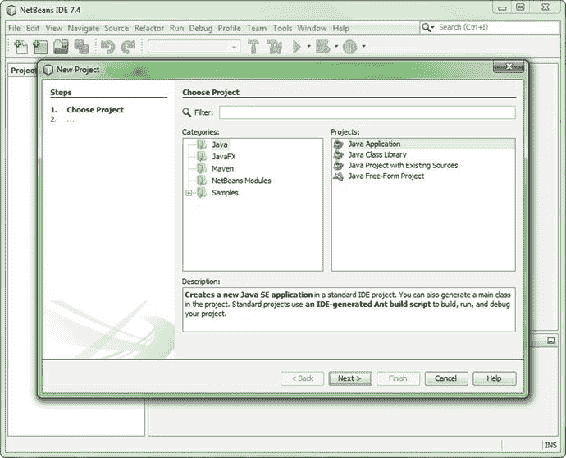 NetBeans IDE 7.4
File Edit View Navigate Source Refactor Run Debug Profile Team Tools Window Help
Search (Ctrl+I)
Project
New Project
Steps
1. Choose Project
2. ...
Choose Project
Filter:
Categories:
Java
JavaFX
Maven
NetBeans Modules
Samples
Projects:
Java Application
Java Class Library
Java Project with Existing Sources
Java Free-Form Project
Description:
Creates a new Java SE application in a standard IDE project. You can also generate a main class
in the project. Standard projects use an IDE-generated Ant build script to build, run, and debug
your project.
< Back
Next >
Finish
Cancel
Help
INS